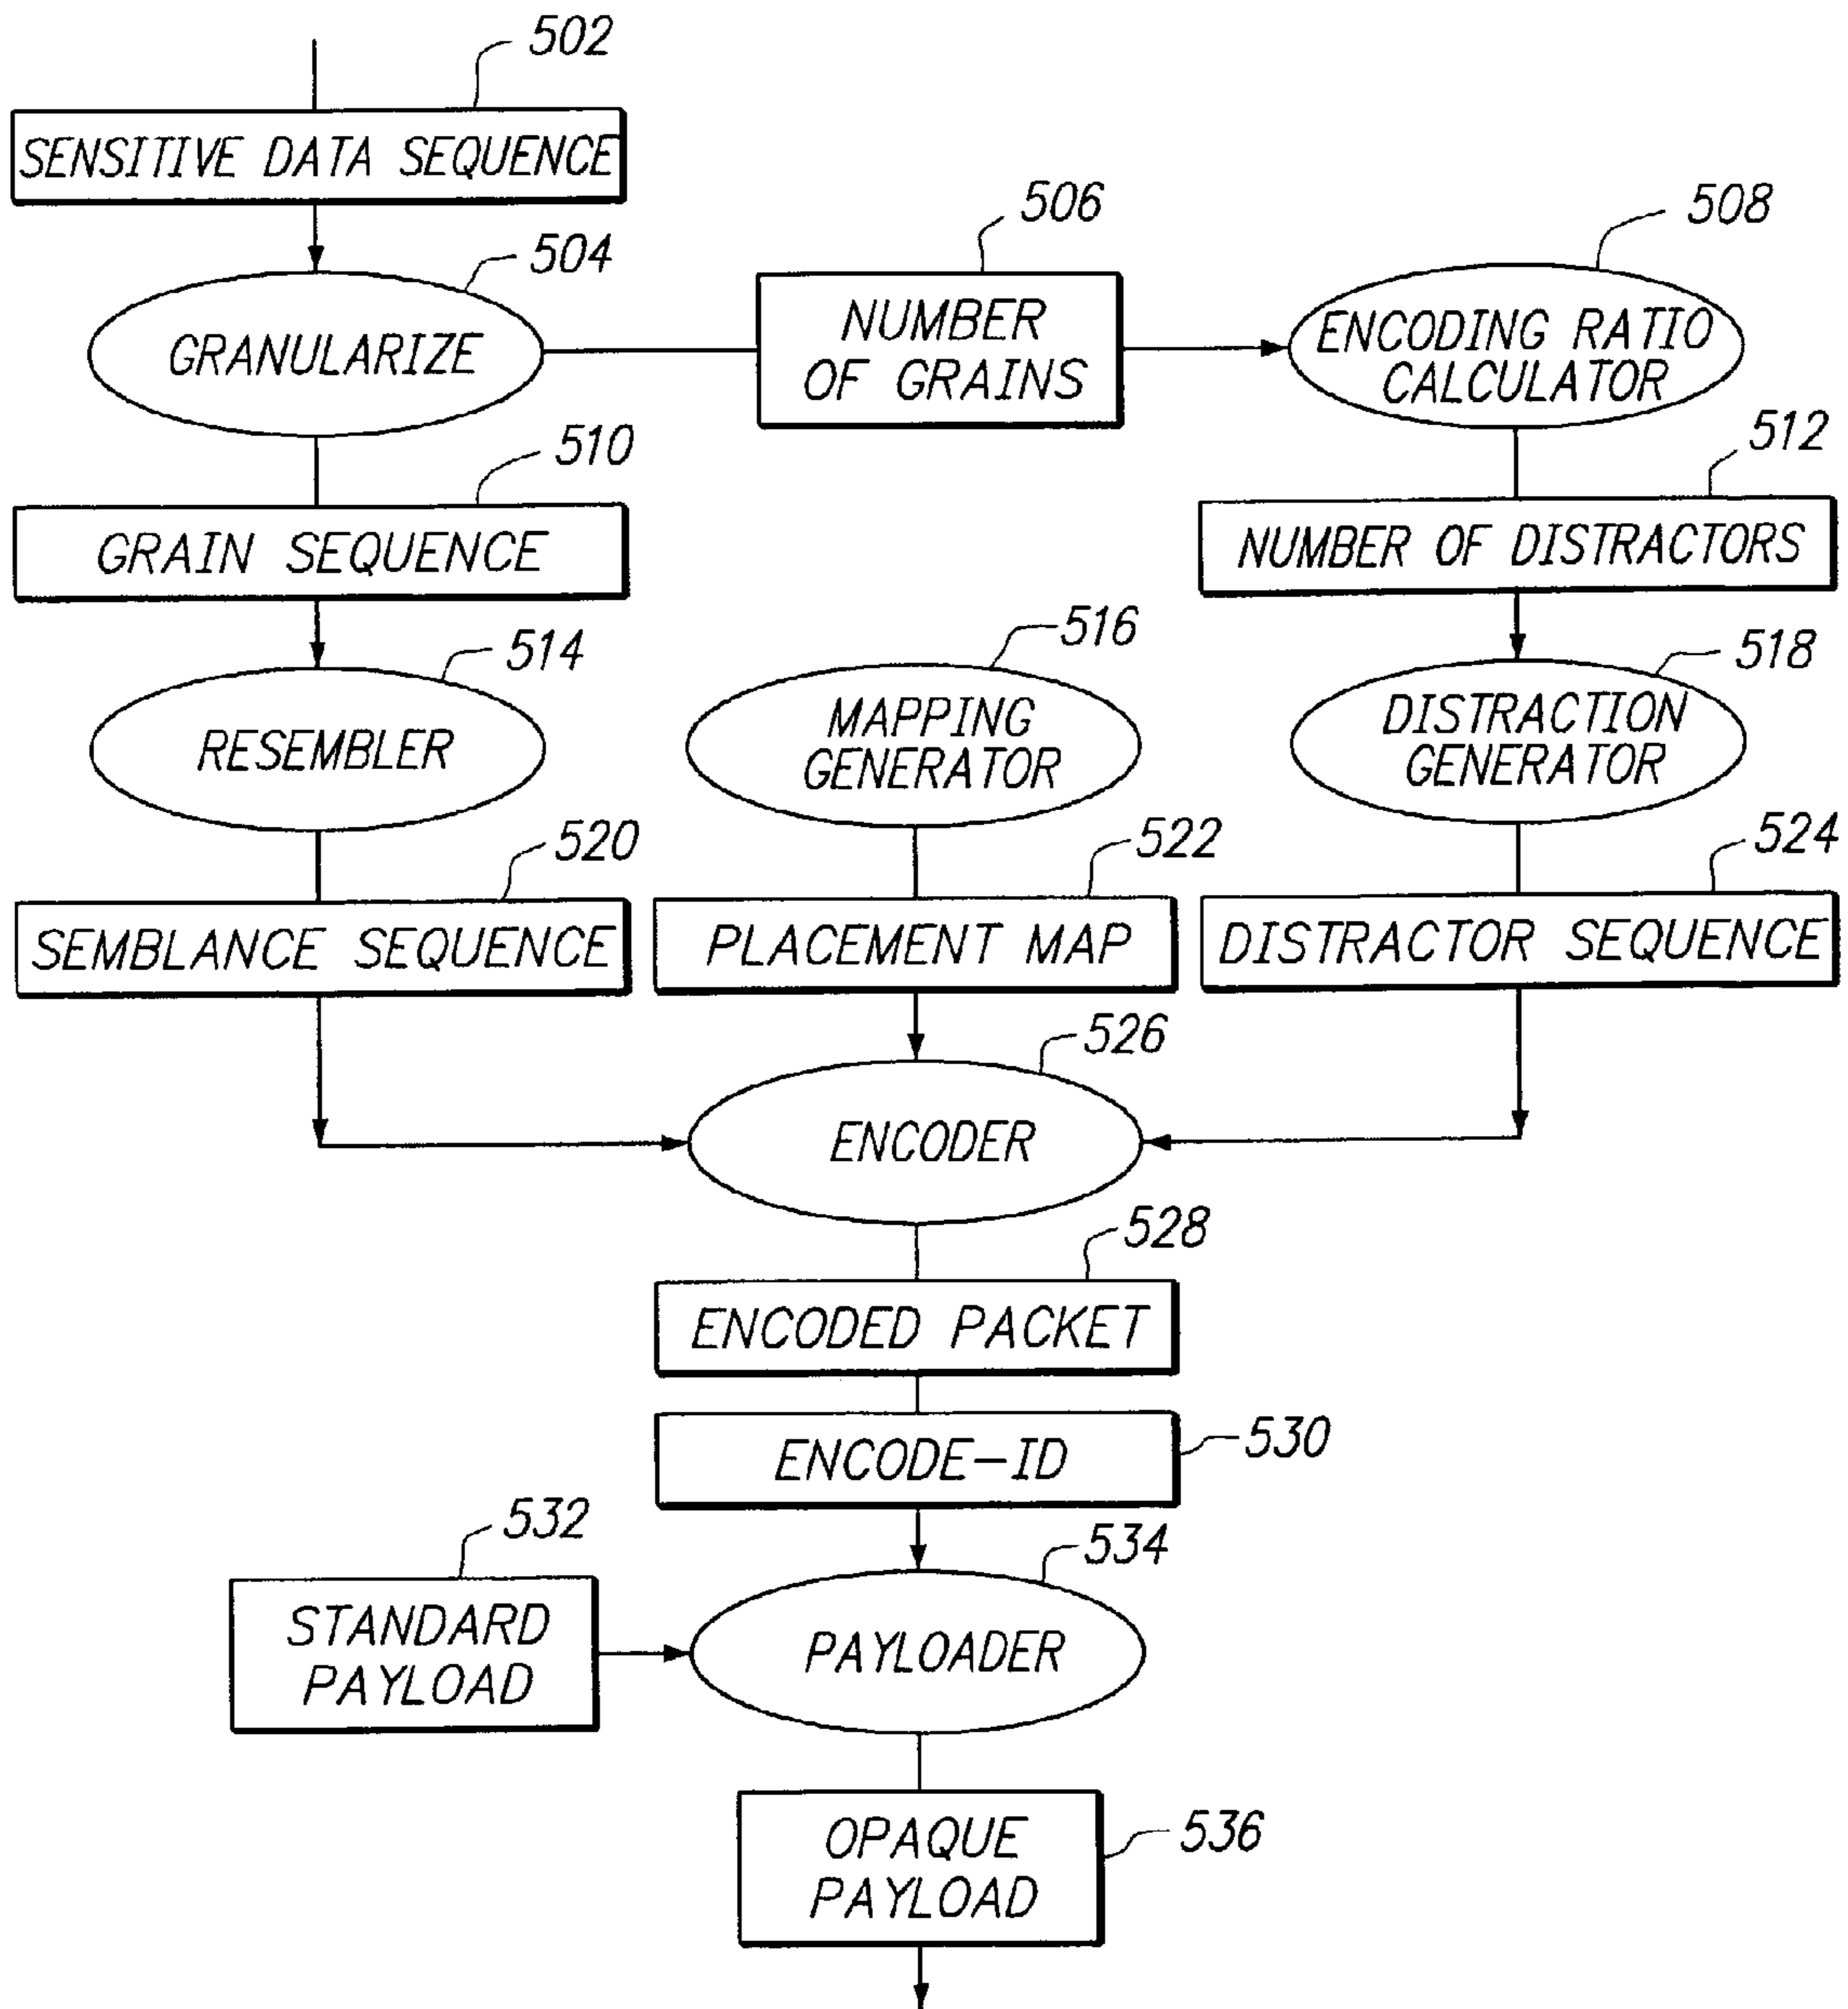 502
SENSITIVE DATA SEQUENCE
504
GRANULARIZE
506
NUMBER
OF GRAINS
508
ENCODING RATIO
CALCULATOR
510
GRAIN SEQUENCE
512
NUMBER OF DISTRACTORS
514
RESEMBLER
516
MAPPING
GENERATOR
518
DISTRACTION
GENERATOR
520
SEMBLANCE SEQUENCE
522
PLACEMENT MAP
524
DISTRACTOR SEQUENCE
526
ENCODER
528
ENCODED PACKET
530
ENCODE-ID
532
STANDARD
PAYLOAD
534
PAYLOADER
536
OPAQUE
PAYLOAD